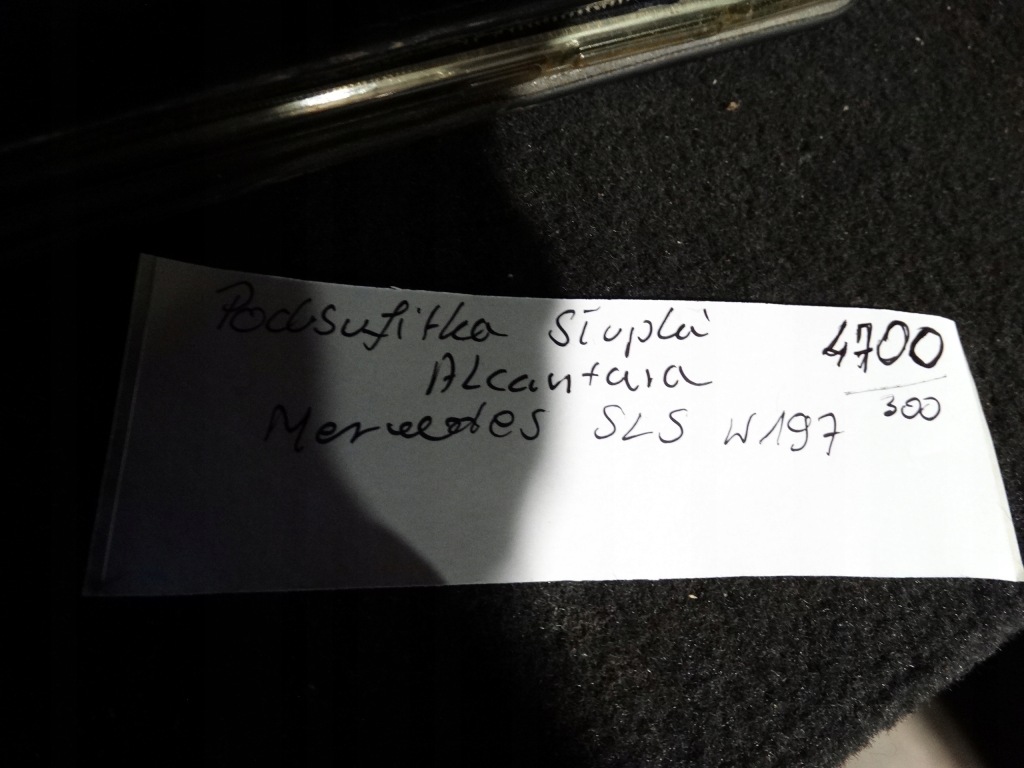 Podsufitka Słupki
4700
Alcantara
300
Mercedes SLS W197